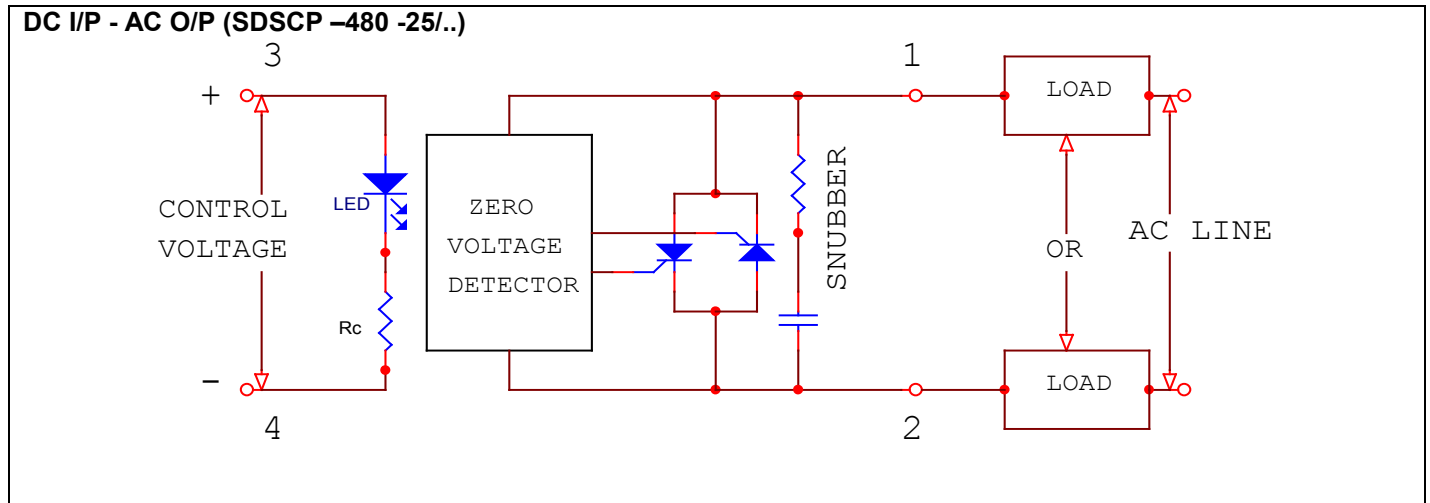 DC I/P - AC O/P (SDSCP –480 -25/..)
3
1
+
LOAD
CONTROL
VOLTAGE
LED
ZERO
VOLTAGE
DETECTOR
SNUBBER
OR
AC LINE
Rc
–
LOAD
4
2